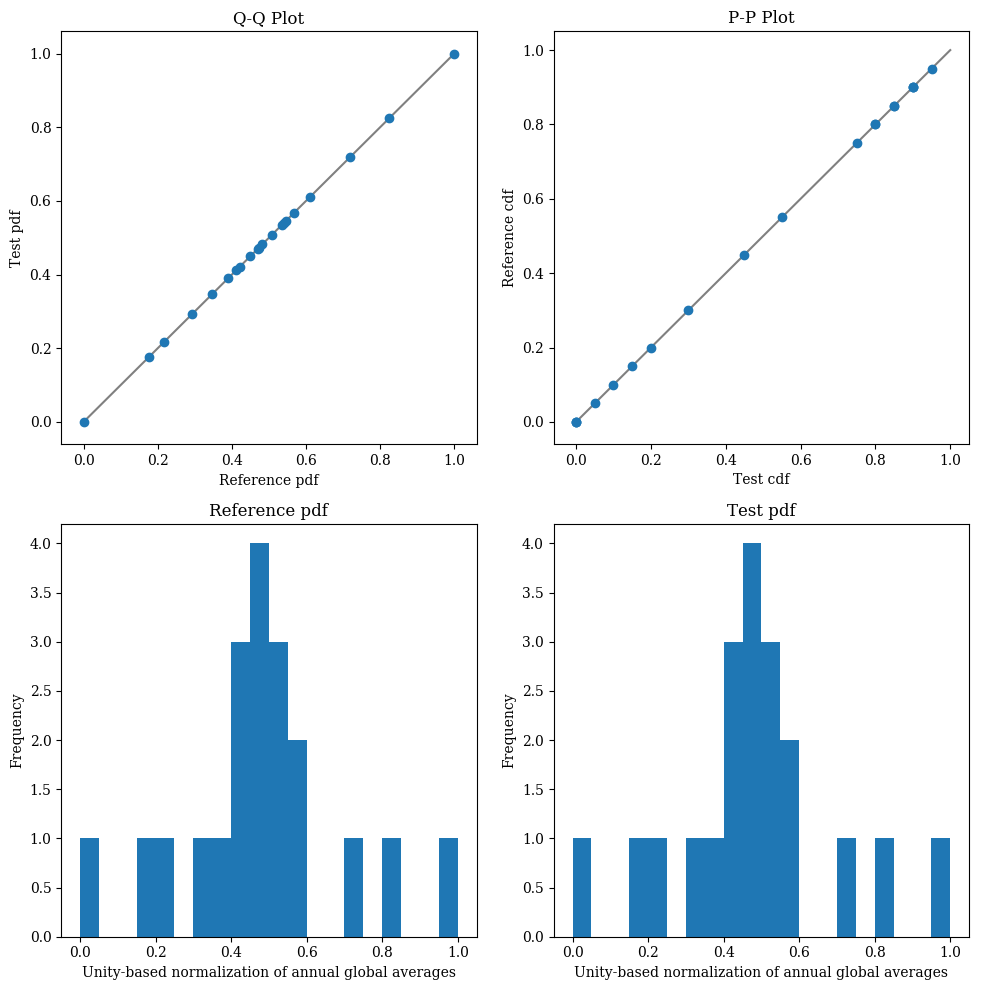 Q-Q Plot
1.0
0.8
0.6
0.4
0.2
0.0
Test pdf
0.0 0.2 0.4 0.6 0.8 1.0
Reference pdf
P-P Plot
1.0
0.8
0.6
0.4
0.2
0.0
Reference cdf
0.0 0.2 0.4 0.6 0.8 1.0
Test cdf
Reference pdf
4.0
3.5
3.0
2.5
2.0
1.5
1.0
0.5
0.0
Frequency
0.0 0.2 0.4 0.6 0.8 1.0
Unity-based normalization of annual global averages
Test pdf
4.0
3.5
3.0
2.5
2.0
1.5
1.0
0.5
0.0
Frequency
0.0 0.2 0.4 0.6 0.8 1.0
Unity-based normalization of annual global averages